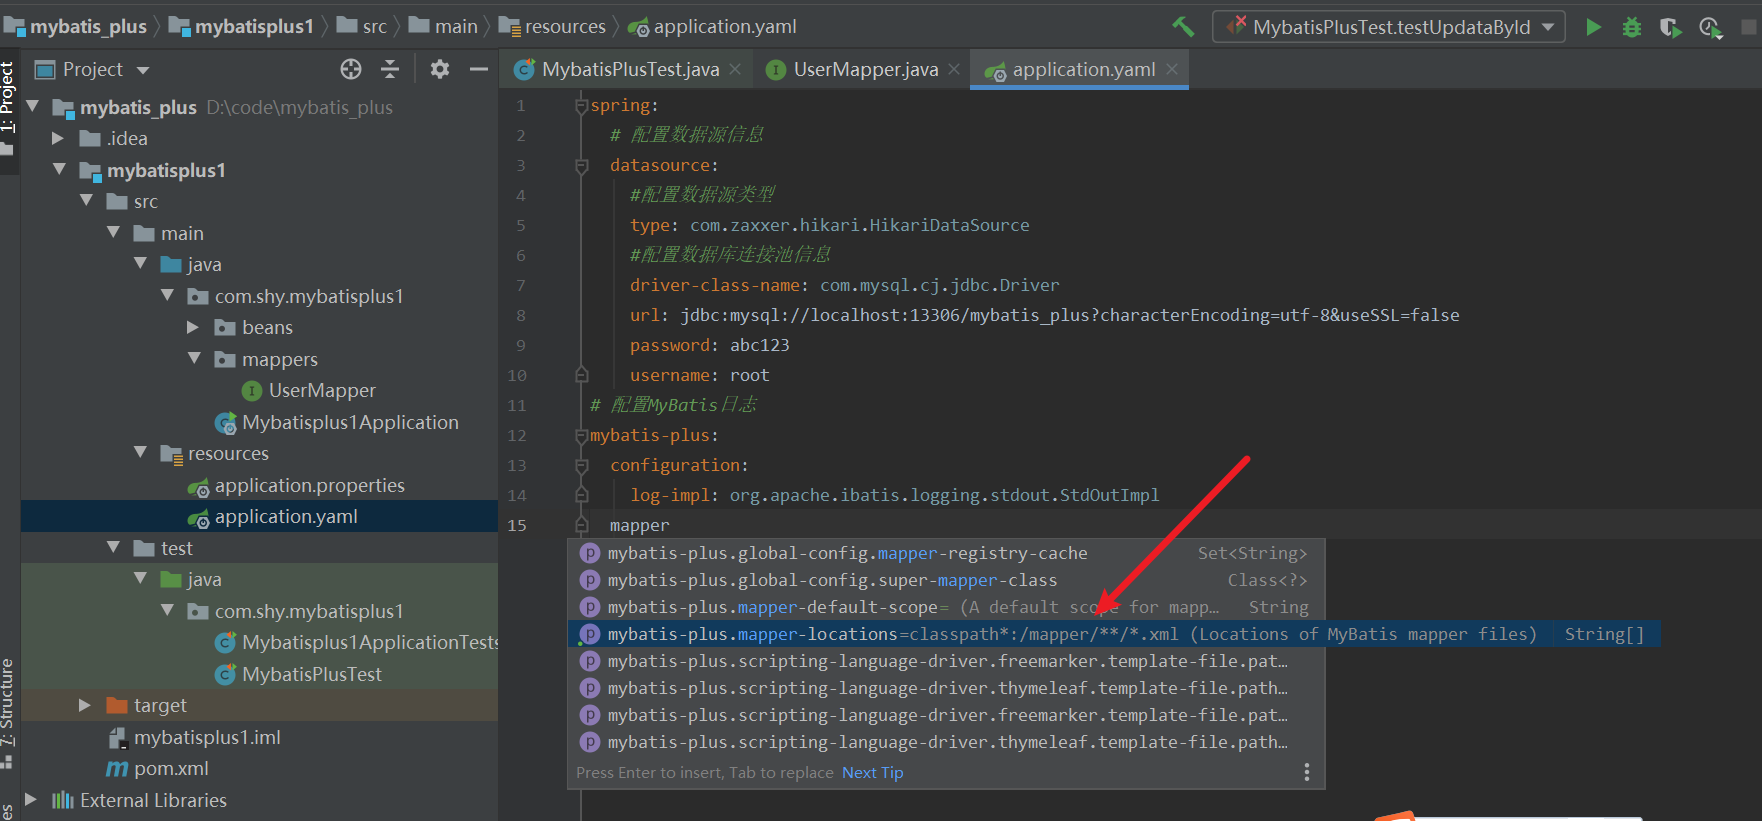 mybatis_plus mybatisplus1 src main resources application.yaml MybatisPlusTest.testUpdataById
1: Project
Project
MybatisPlusTest.java UserMapper.java application.yaml
mybatis_plus D:\code\mybatis_plus
.idea
mybatisplus1
src
main
java
com.shy.mybatisplus1
beans
mappers
UserMapper
Mybatisplus1Application
resources
application.properties
application.yaml
test
java
com.shy.mybatisplus1
Mybatisplus1ApplicationTests
MybatisPlusTest
target
mybatisplus1.iml
pom.xml
External Libraries
7: Structure
1 spring:
2 # 配置数据源信息
3 datasource:
4 #配置数据源类型
5 type: com.zaxxer.hikari.HikariDataSource
6 #配置数据库连接池信息
7 driver-class-name: com.mysql.cj.jdbc.Driver
8 url: jdbc:mysql://localhost:13306/mybatis_plus?characterEncoding=utf-8&useSSL=false
9 password: abc123
10 username: root
11 # 配置MyBatis日志
12 mybatis-plus:
13 configuration:
14 log-impl: org.apache.ibatis.logging.stdout.StdOutImpl
15 mapper
mybatis-plus.global-config.mapper-registry-cache Set<String>
mybatis-plus.global-config.super-mapper-class Class<?>
mybatis-plus.mapper-default-scope= (A default scope for mapp… String
mybatis-plus.mapper-locations=classpath*:/mapper/**/*.xml (Locations of MyBatis mapper files) String[]
mybatis-plus.scripting-language-driver.freemarker.template-file.pat…
mybatis-plus.scripting-language-driver.thymeleaf.template-file.path…
mybatis-plus.scripting-language-driver.freemarker.template-file.pat…
mybatis-plus.scripting-language-driver.thymeleaf.template-file.path…
Press Enter to insert, Tab to replace Next Tip